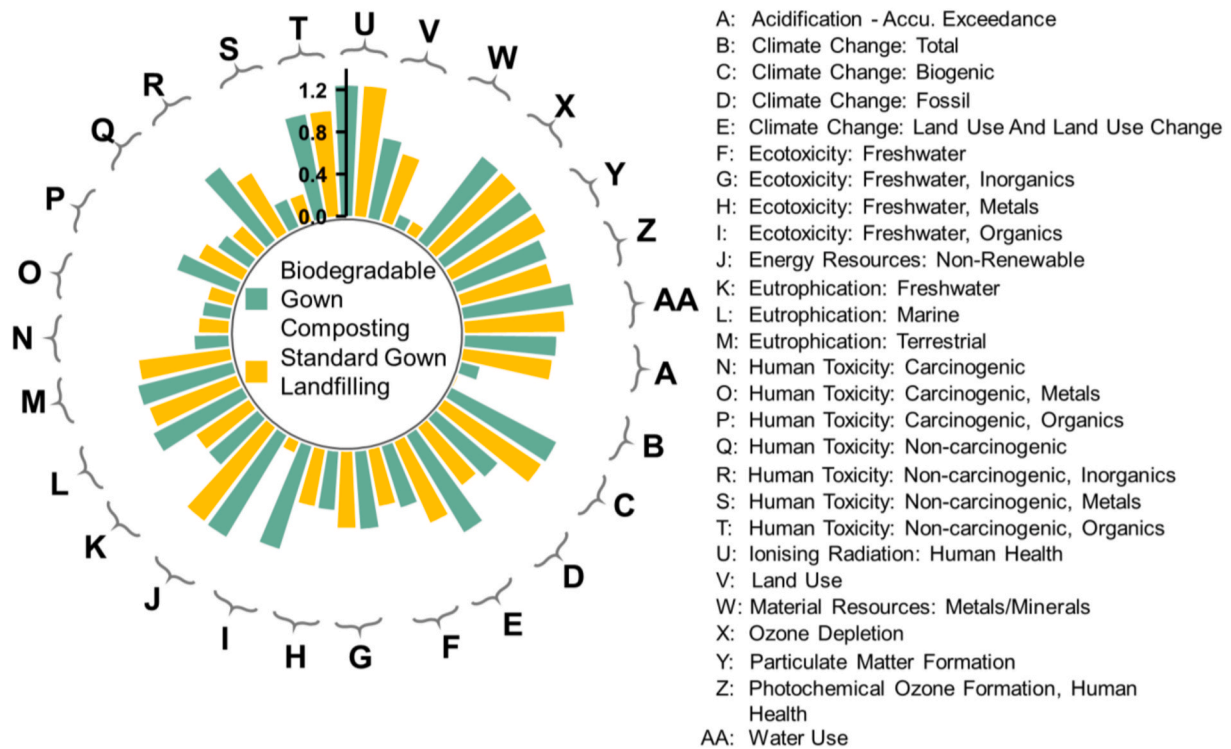 A
B
C
D
E
F
G
H
I
J
K
L
M
N
O
P
Q
R
S
T
U
V
W
X
Y
Z
AA
1.2
0.8
0.4
0.0
Biodegradable
Gown
Composting
Standard Gown
Landfilling
A: Acidification - Accu. Exceedance
B: Climate Change: Total
C: Climate Change: Biogenic
D: Climate Change: Fossil
E: Climate Change: Land Use And Land Use Change
F: Ecotoxicity: Freshwater
G: Ecotoxicity: Freshwater, Inorganics
H: Ecotoxicity: Freshwater, Metals
I: Ecotoxicity: Freshwater, Organics
J: Energy Resources: Non-Renewable
K: Eutrophication: Freshwater
L: Eutrophication: Marine
M: Eutrophication: Terrestrial
N: Human Toxicity: Carcinogenic
O: Human Toxicity: Carcinogenic, Metals
P: Human Toxicity: Carcinogenic, Organics
Q: Human Toxicity: Non-carcinogenic
R: Human Toxicity: Non-carcinogenic, Inorganics
S: Human Toxicity: Non-carcinogenic, Metals
T: Human Toxicity: Non-carcinogenic, Organics
U: Ionising Radiation: Human Health
V: Land Use
W: Material Resources: Metals/Minerals
X: Ozone Depletion
Y: Particulate Matter Formation
Z: Photochemical Ozone Formation, Human
Health
AA: Water Use